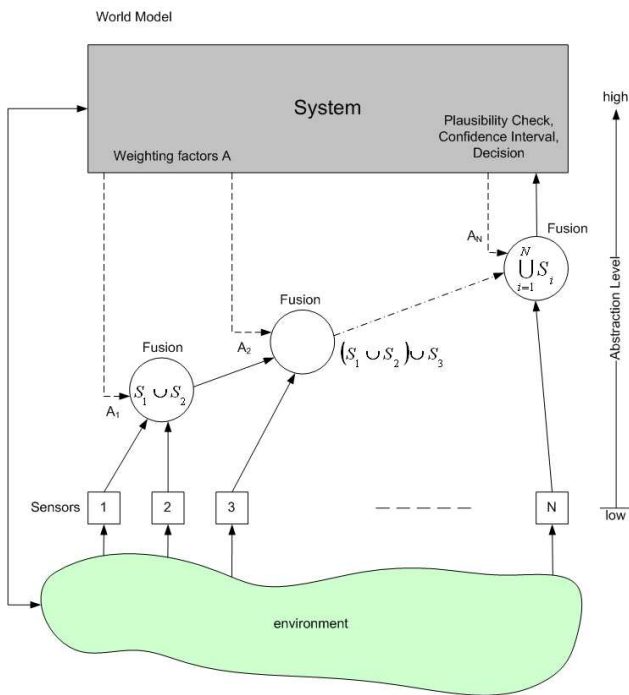 World Model
System
high
Plausibility Check,
Confidence Interval,
Decision
Weighting factors A
Abstraction Level
Fusion
A_N
⋃_{i=1}^{N} S_i
Fusion
A_2
(S_1 ∪ S_2) ∪ S_3
Fusion
S_1 ∪ S_2
A_1
Sensors 1 2 3 N
low
environment